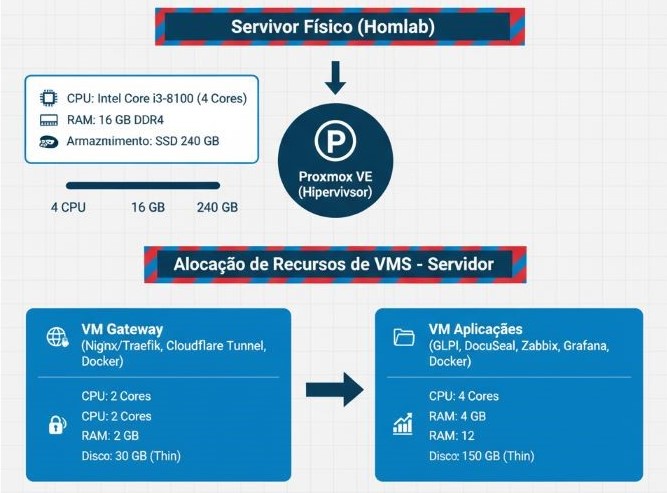 Servivor Físico (Homlab)
CPU: Intel Core i3-8100 (4 Cores)
RAM: 16 GB DDR4
Armazmimento: SSD 240 GB
4 CPU 16 GB 240 GB
P
Proxmox VE
(Hipervivsor)
Alocação de Recursos de VMS - Servidor
VM Gateway
(Niginx/Traefik, Cloudflare Tunnel,
Docker)
CPU: 2 Cores
CPU: 2 Cores
RAM: 2 GB
Disco: 30 GB (Thin)
VM Aplicaçães
(GLPI, DocuSeal, Zabbix, Grafana,
Docker)
CPU: 4 Cores
RAM: 4 GB
RAM: 12
Disco: 150 GB (Thin)